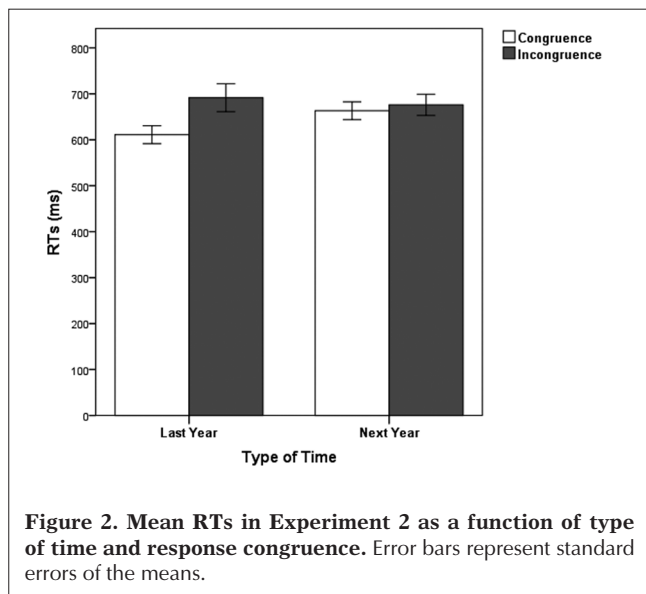 800
700
600
500
400
300
200
100
0
RTs (ms)
Last Year
Next Year
Type of Time
Congruence
Incongruence
Figure 2. Mean RTs in Experiment 2 as a function of type
of time and response congruence. Error bars represent standard
errors of the means.